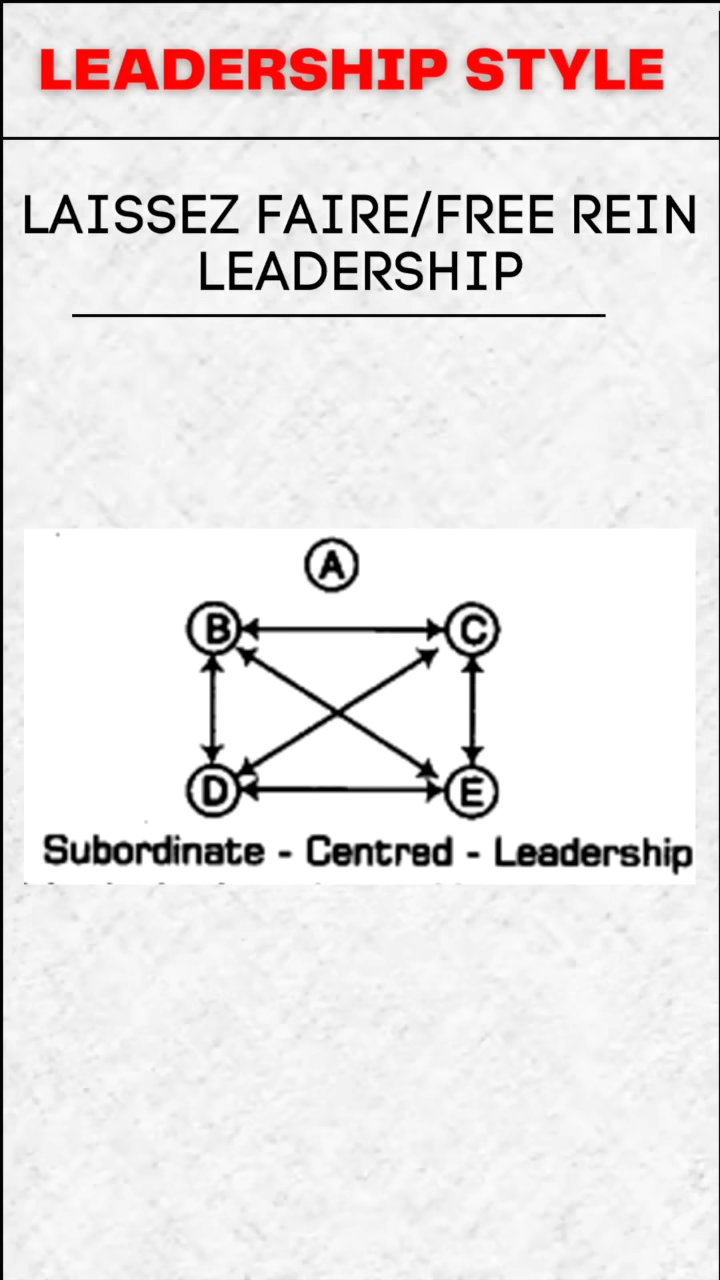 LEADERSHIP STYLE
LAISSEZ FAIRE/FREE REIN
LEADERSHIP
A
B
C
D
E
Subordinate - Centred - Leadership